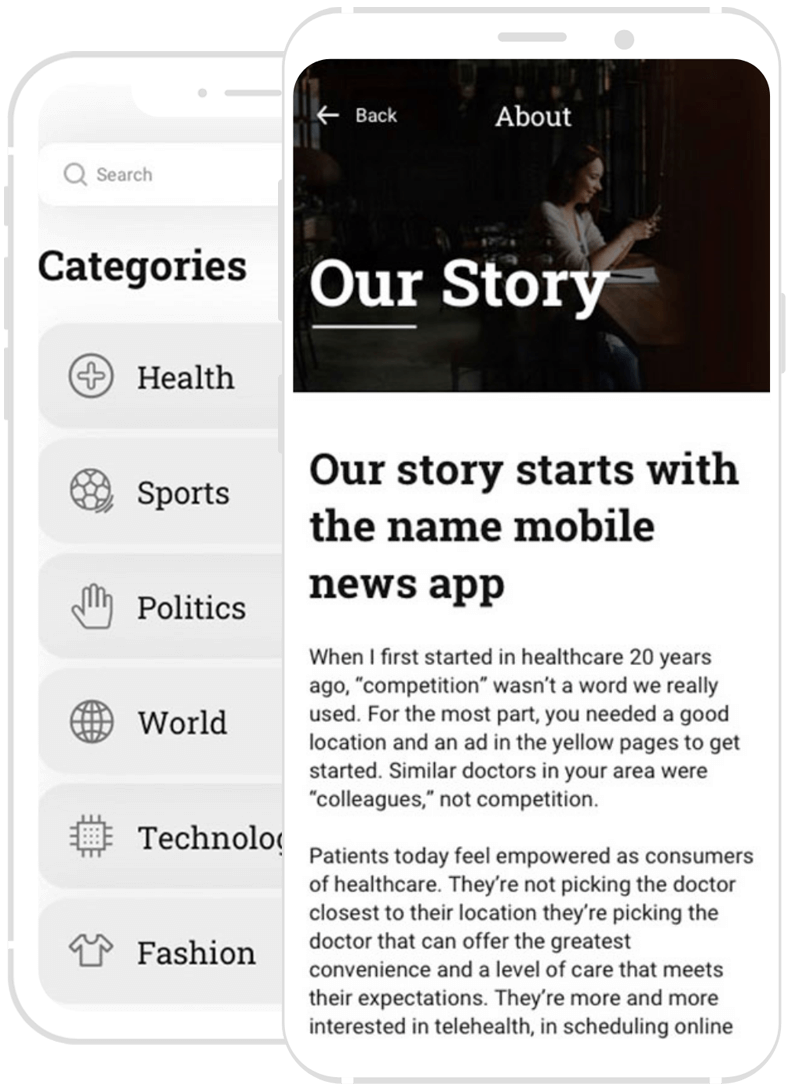 Search
Categories
Health
Sports
Politics
World
Technolog
Fashion
Back
About
Our Story
Our story starts with
the name mobile
news app
When I first started in healthcare 20 years
ago, “competition” wasn’t a word we really
used. For the most part, you needed a good
location and an ad in the yellow pages to get
started. Similar doctors in your area were
“colleagues,” not competition.
Patients today feel empowered as consumers
of healthcare. They’re not picking the doctor
closest to their location they’re picking the
doctor that can offer the greatest
convenience and a level of care that meets
their expectations. They’re more and more
interested in telehealth, in scheduling online